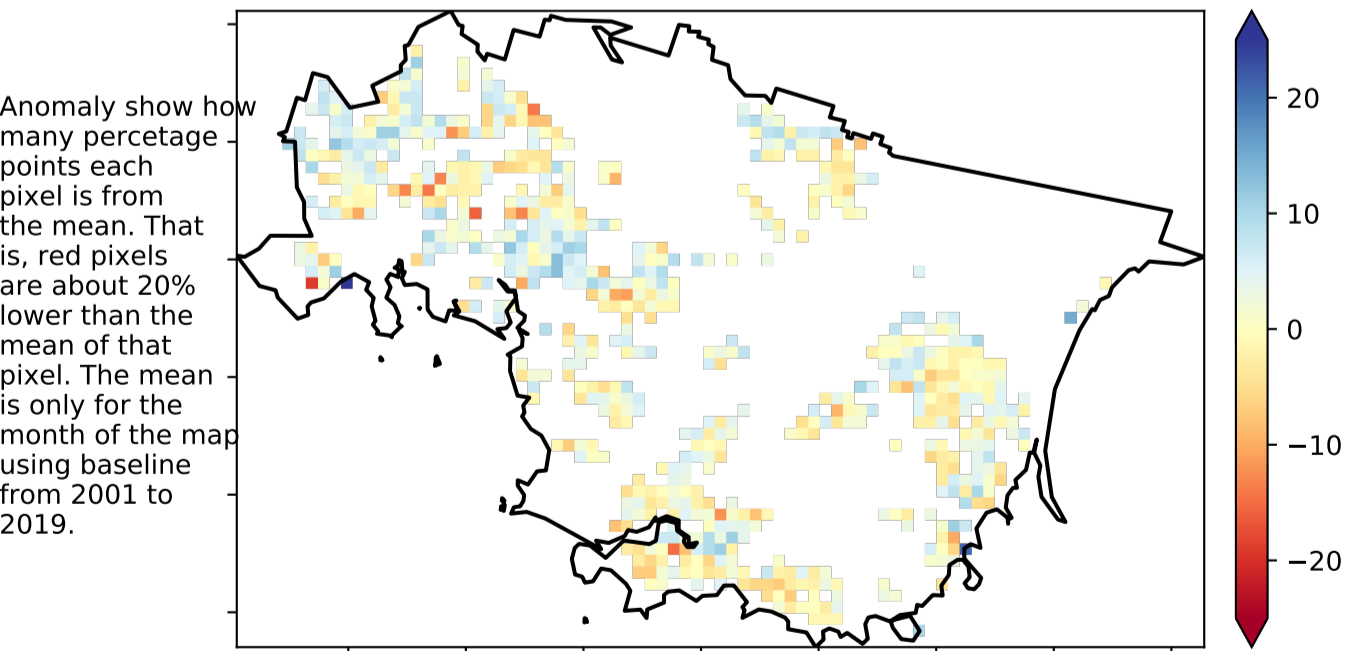 Anomaly show how
many percetage
points each
pixel is from
the mean. That
is, red pixels
are about 20%
lower than the
mean of that
pixel. The mean
is only for the
month of the map
using baseline
from 2001 to
2019.
20
10
0
−10
−20